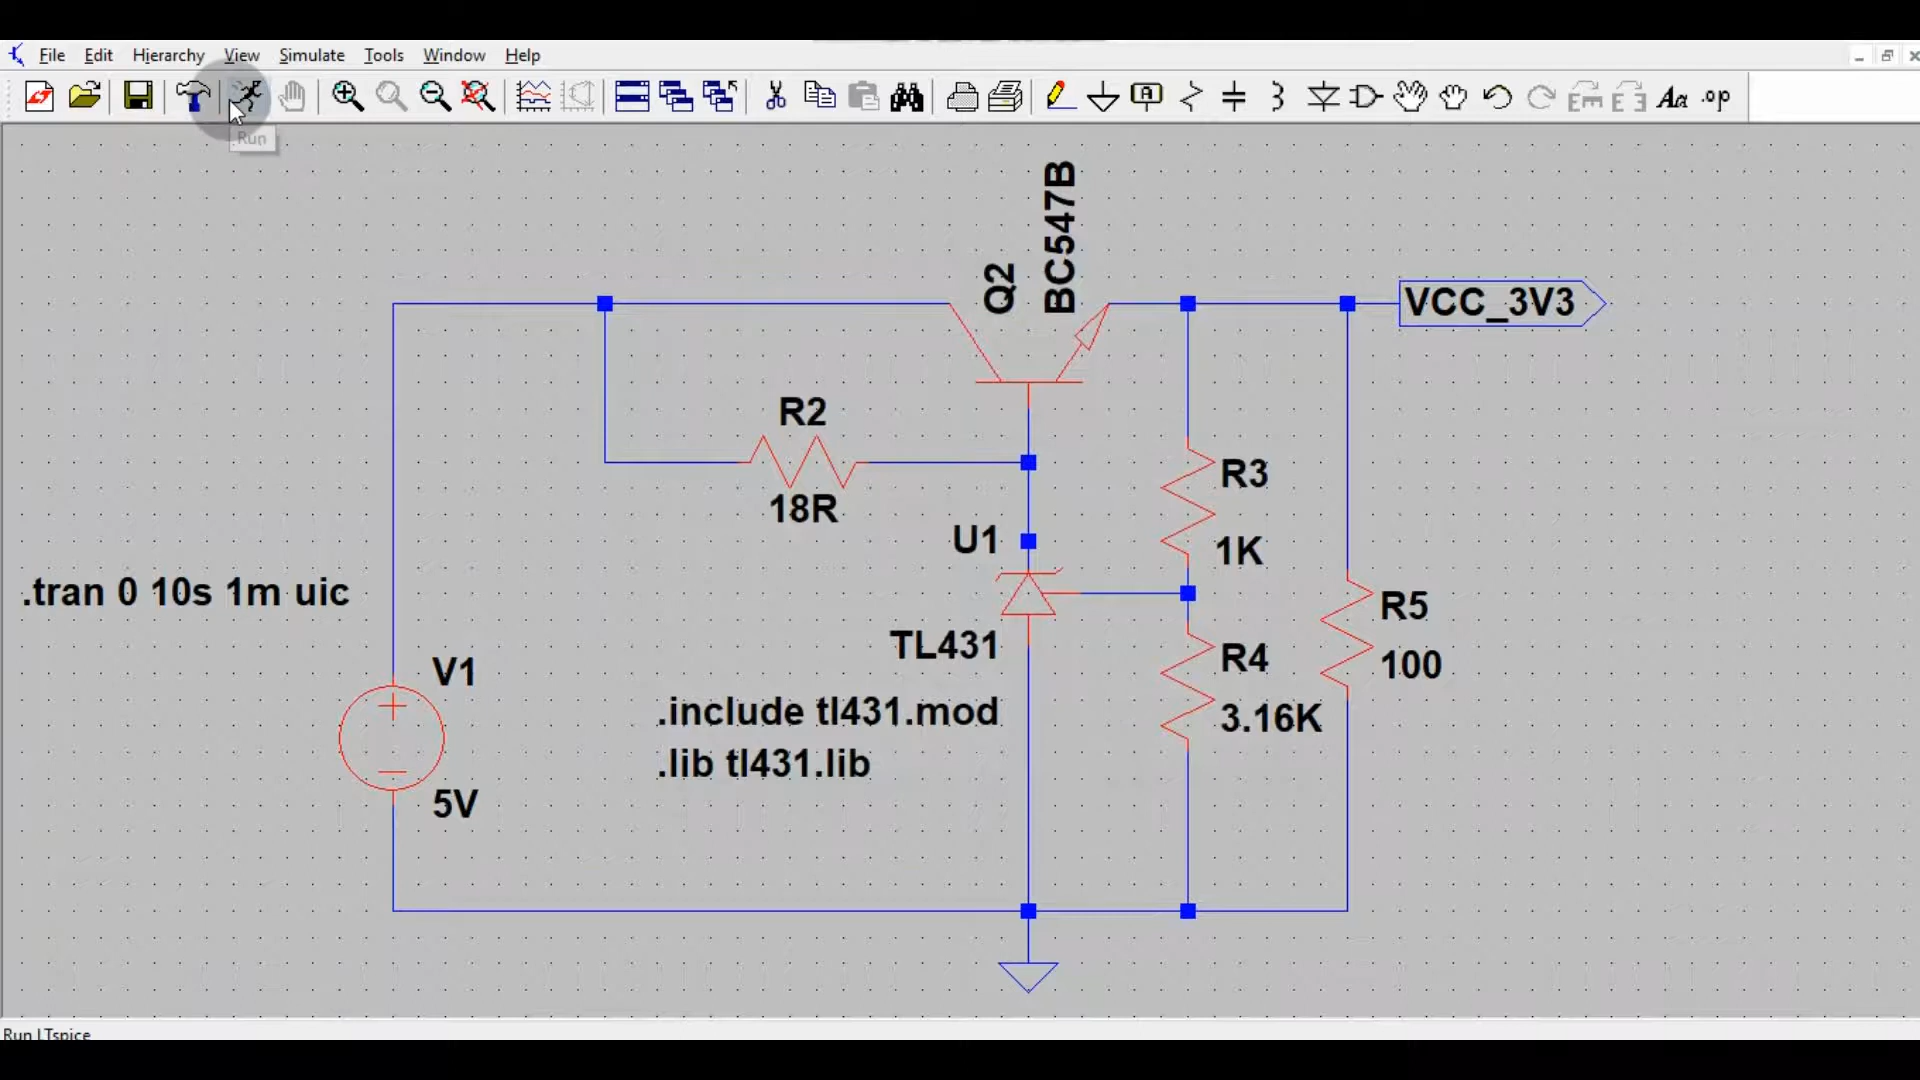 File Edit Hierarchy View Simulate Tools Window Help
A Aa .op
Run
Q2
BC547B
VCC_3V3
R2
18R
R3
1K
U1
TL431
.tran 0 10s 1m uic
R5
100
R4
3.16K
V1
5V
.include tl431.mod
.lib tl431.lib
Run LTspice